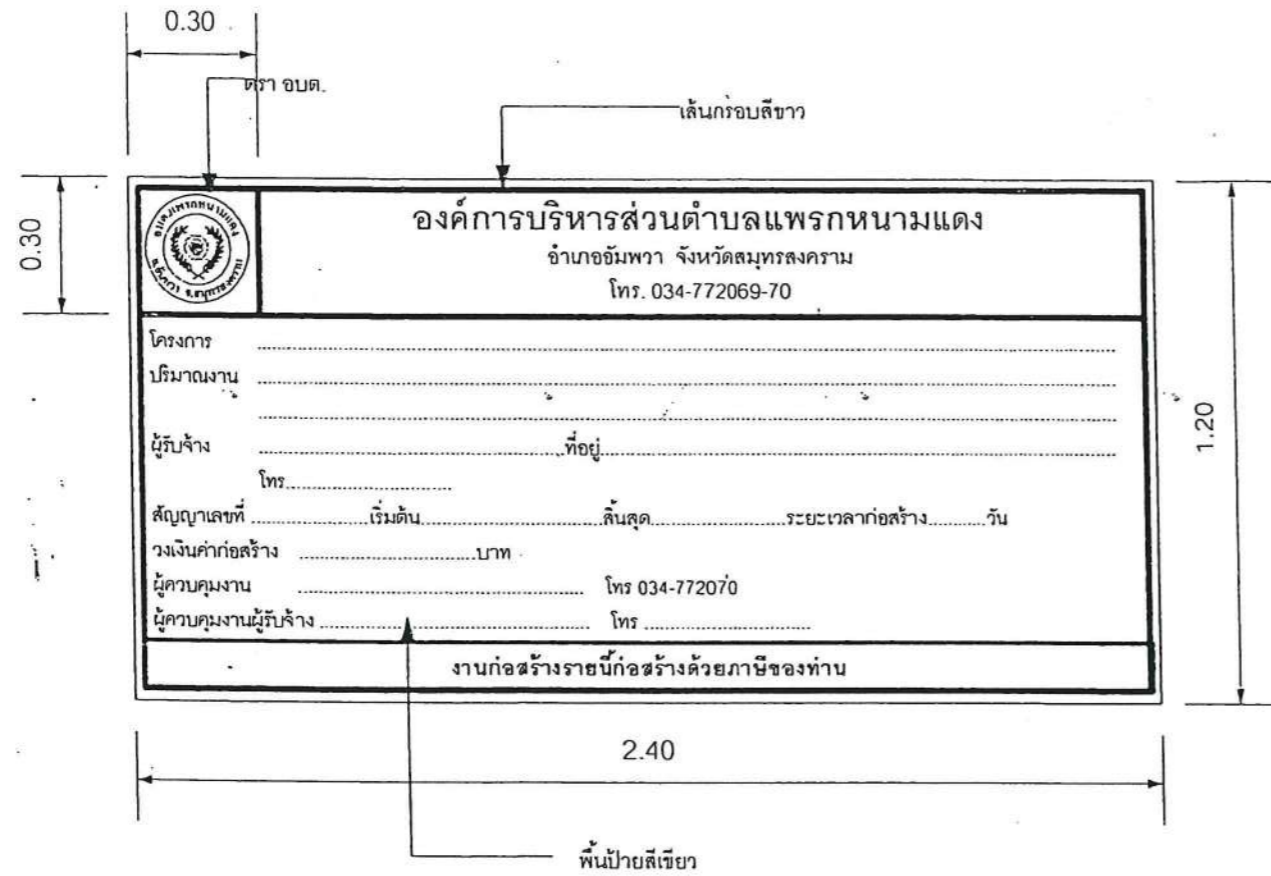 0.30
ตรา อบต.
เส้นกรอบสีขาว
0.30
องค์การบริหารส่วนตำบลแพรกหนามแดง
อำเภออัมพวา จังหวัดสมุทรสงคราม
โทร. 034-772069-70
โครงการ
ปริมาณงาน
ผู้รับจ้าง ที่อยู่
โทร
สัญญาเลขที่ เริ่มต้น สิ้นสุด ระยะเวลาก่อสร้าง วัน
วงเงินค่าก่อสร้าง บาท
ผู้ควบคุมงาน โทร 034-772070
ผู้ควบคุมงานผู้รับจ้าง โทร
งานก่อสร้างรายนี้ก่อสร้างด้วยภาษีของท่าน
1.20
2.40
พื้นป้ายสีเขียว